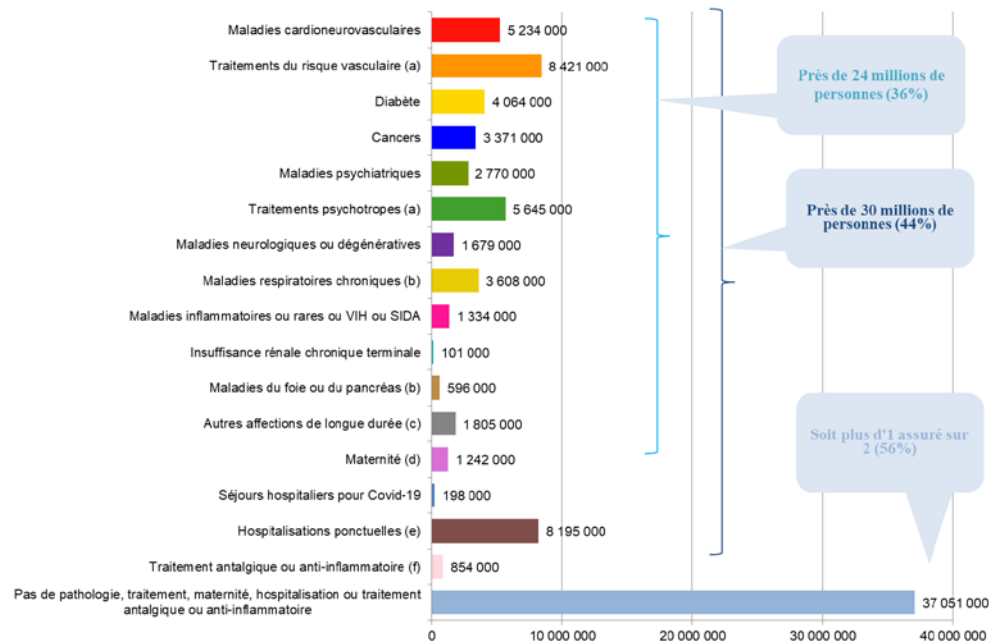 Maladies cardioneurovasculaires
5 234 000
Traitements du risque vasculaire (a)
8 421 000
Près de 24 millions de
personnes (36%)
Diabète
4 064 000
Cancers
3 371 000
Maladies psychiatriques
2 770 000
Près de 30 millions de
personnes (44%)
Traitements psychotropes (a)
5 645 000
Maladies neurologiques ou dégénératives
1 679 000
Maladies respiratoires chroniques (b)
3 608 000
Maladies inflammatoires ou rares ou VIH ou SIDA
1 334 000
Insuffisance rénale chronique terminale
101 000
Maladies du foie ou du pancréas (b)
596 000
Autres affections de longue durée (c)
1 805 000
Soit plus d'1 assuré sur
2 (56%)
Maternité (d)
1 242 000
Séjours hospitaliers pour Covid-19
198 000
Hospitalisations ponctuelles (e)
8 195 000
Traitement antalgique ou anti-inflammatoire (f)
854 000
Pas de pathologie, traitement, maternité, hospitalisation ou traitement
antalgique ou anti-inflammatoire
37 051 000
0 10 000 000 20 000 000 30 000 000 40 000 000